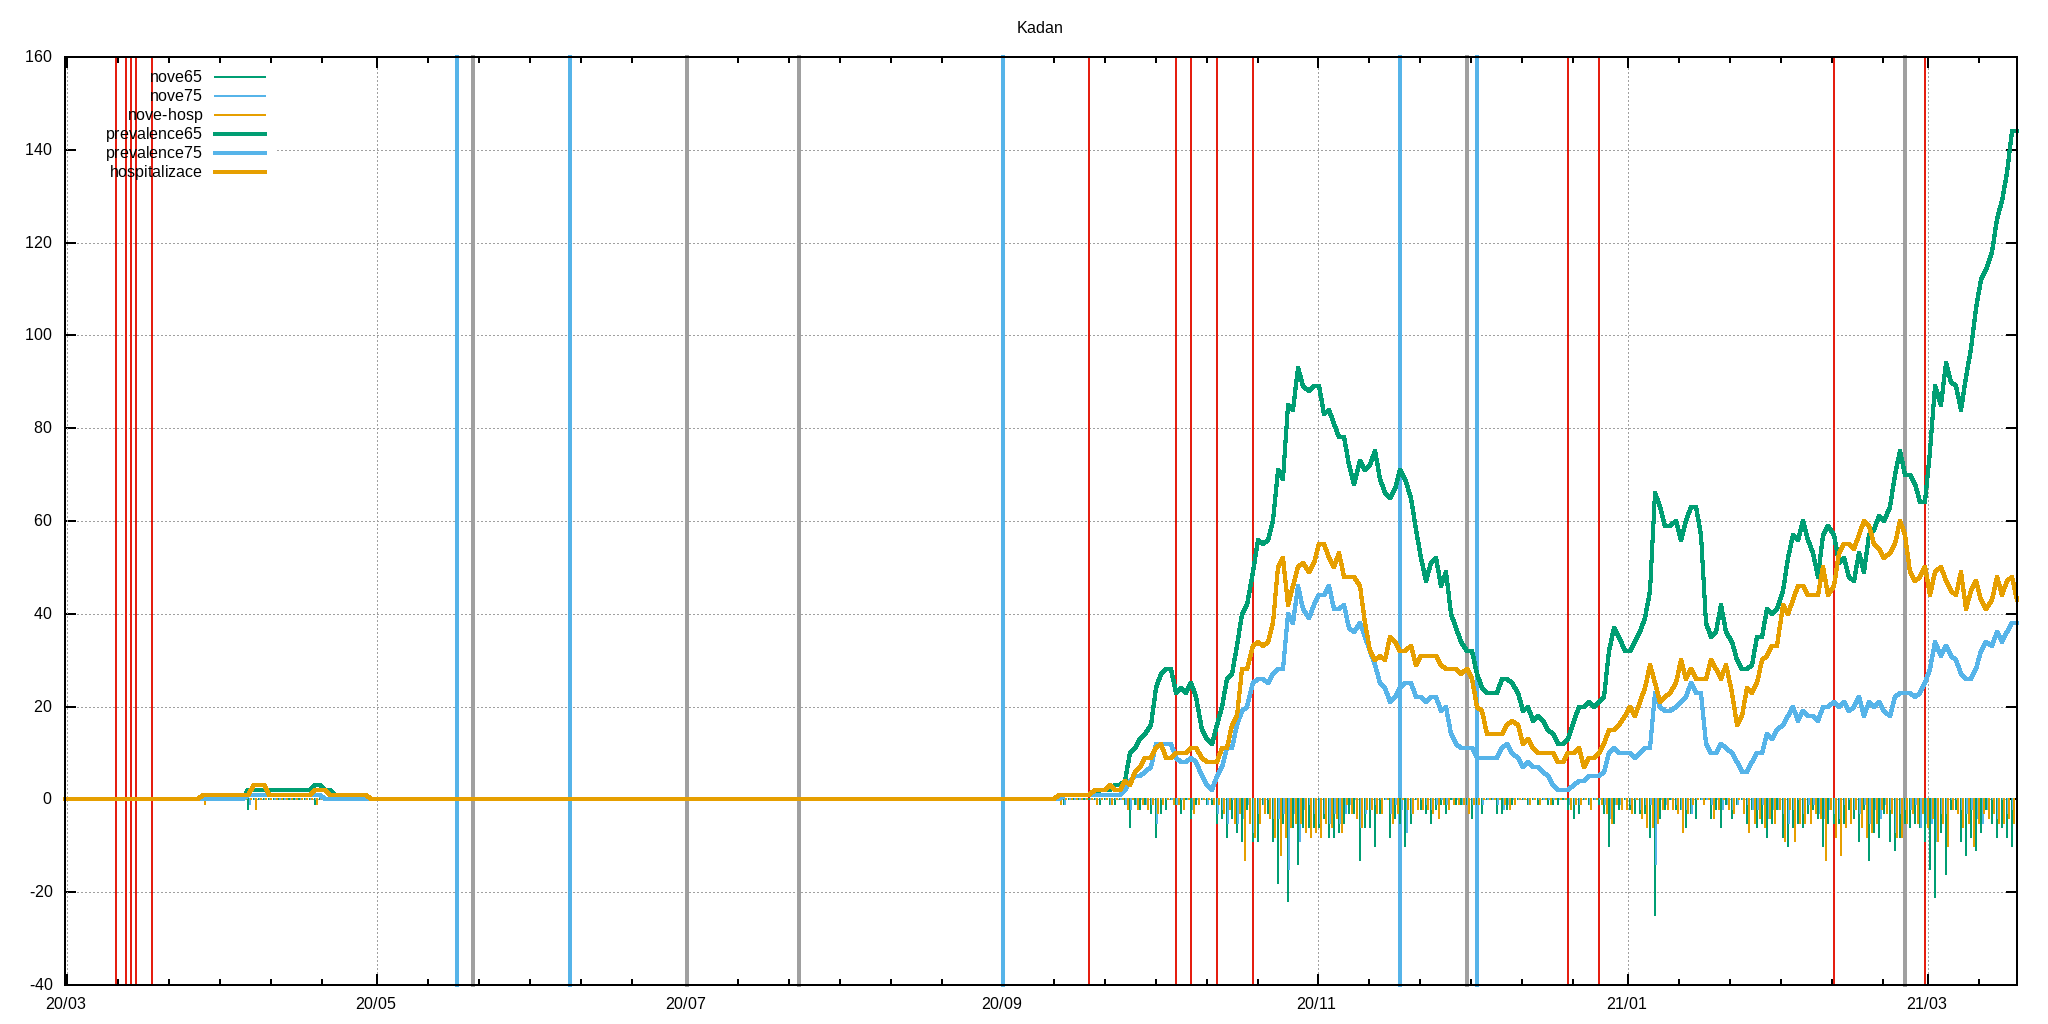 Kadan
160
140
120
100
80
60
40
20
0
-20
-40
nove65
nove75
nove-hosp
prevalence65
prevalence75
hospitalizace
20/03 20/05 20/07 20/09 20/11 21/01 21/03